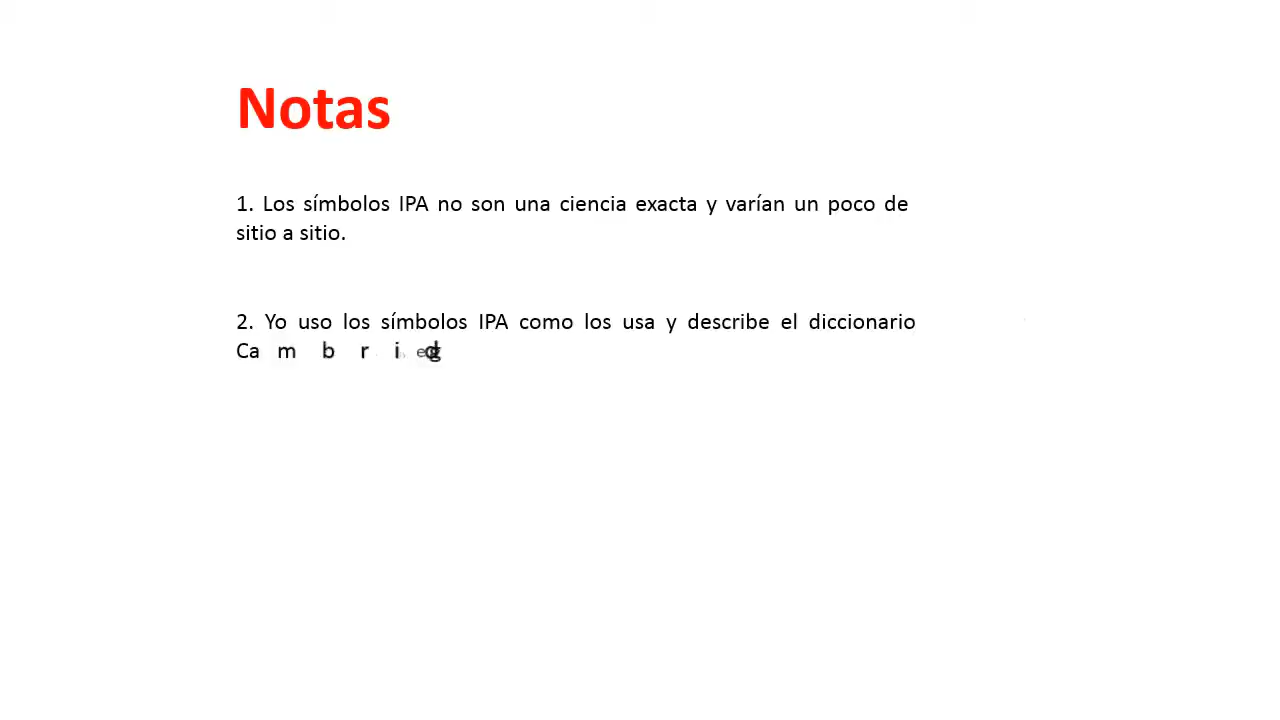 Notas
1. Los símbolos IPA no son una ciencia exacta y varían un poco de
sitio a sitio.
2. Yo uso los símbolos IPA como los usa y describe el diccionario